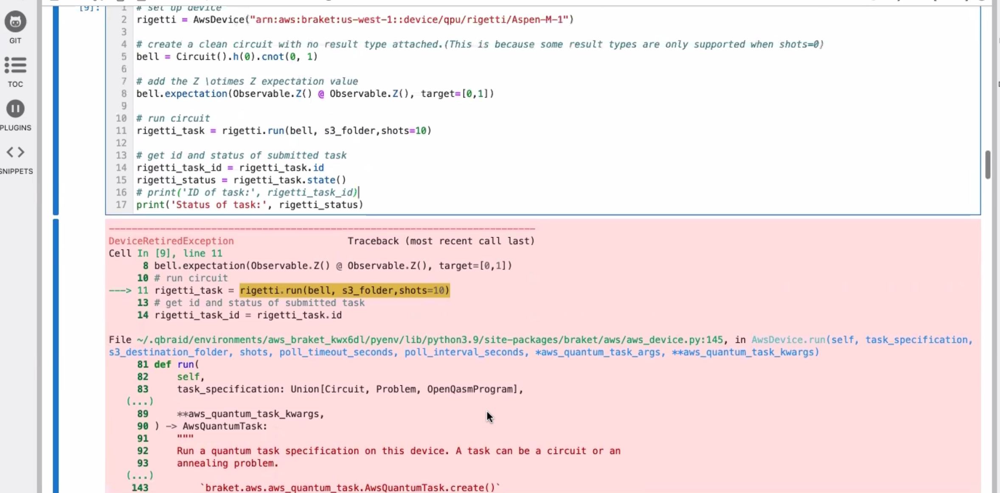 [9]:
1 # set up device
2 rigetti = AwsDevice("arn:aws:braket:us-west-1::device/qpu/rigetti/Aspen-M-1")
3
4 # create a clean circuit with no result type attached.(This is because some result types are only supported when shots=0)
5 bell = Circuit().h(0).cnot(0, 1)
6
7 # add the Z \otimes Z expectation value
8 bell.expectation(Observable.Z() @ Observable.Z(), target=[0,1])
9
10 # run circuit
11 rigetti_task = rigetti.run(bell, s3_folder,shots=10)
12
13 # get id and status of submitted task
14 rigetti_task_id = rigetti_task.id
15 rigetti_status = rigetti_task.state()
16 # print('ID of task:', rigetti_task_id)
17 print('Status of task:', rigetti_status)
GIT
TOC
PLUGINS
SNIPPETS
---------------------------------------------------------------------------
DeviceRetiredException                    Traceback (most recent call last)
Cell In [9], line 11
      8 bell.expectation(Observable.Z() @ Observable.Z(), target=[0,1])
     10 # run circuit
---> 11 rigetti_task = rigetti.run(bell, s3_folder,shots=10)
     13 # get id and status of submitted task
     14 rigetti_task_id = rigetti_task.id
File ~/.qbraid/environments/aws_braket_kwx6dl/pyenv/lib/python3.9/site-packages/braket/aws/aws_device.py:145, in AwsDevice.run(self, task_specification,
s3_destination_folder, shots, poll_timeout_seconds, poll_interval_seconds, *aws_quantum_task_args, **aws_quantum_task_kwargs)
     81 def run(
     82     self,
     83     task_specification: Union[Circuit, Problem, OpenQasmProgram],
   (...)
     89     **aws_quantum_task_kwargs,
     90 ) -> AwsQuantumTask:
     91     """
     92     Run a quantum task specification on this device. A task can be a circuit or an
     93     annealing problem.
   (...)
    143         `braket.aws.aws_quantum_task.AwsQuantumTask.create()`